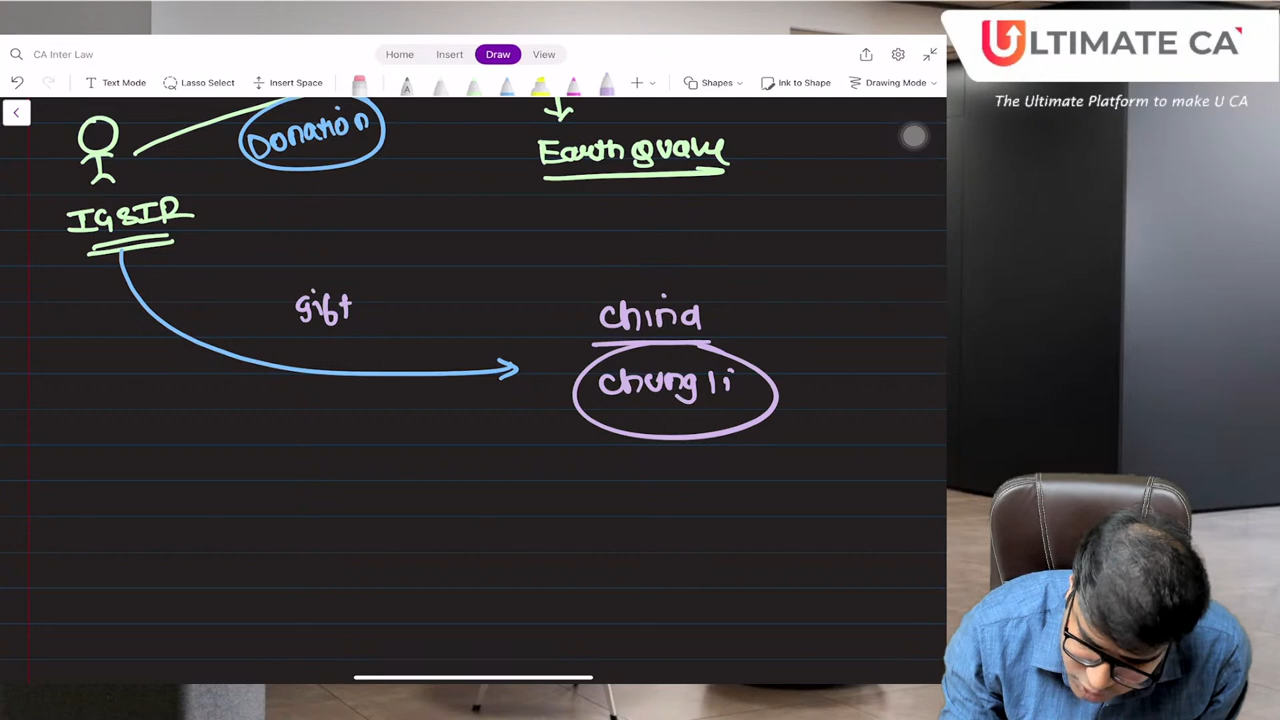 ULTIMATE CA
The Ultimate Platform to make U CA
CA Inter Law
Home Insert Draw View
Text Mode Lasso Select Insert Space Shapes Ink to Shape Drawing Mode
Donation
Earthquake
IGSIR
gift
china
chung li